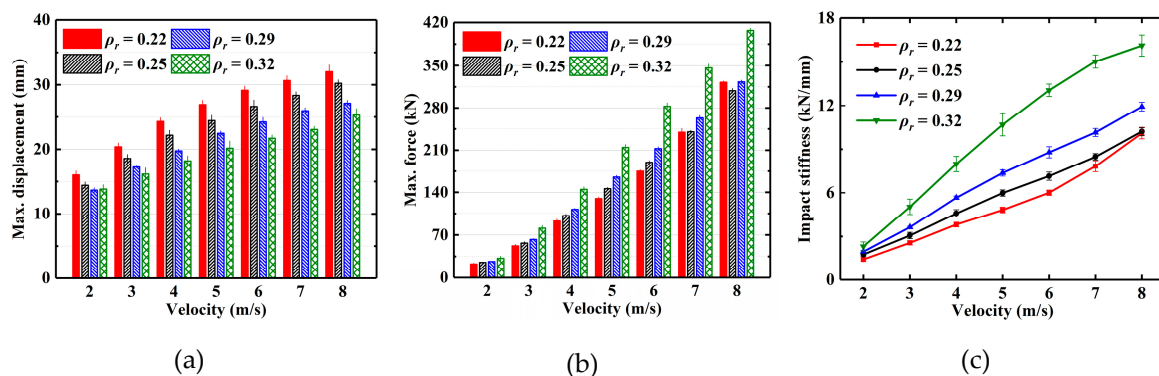 40
30
20
10
0
Max. displacement (mm)
ρr = 0.22 ρr = 0.29
ρr = 0.25 ρr = 0.32
2 3 4 5 6 7 8
Velocity (m/s)
(a)
420
350
280
210
140
70
0
Max. force (kN)
ρr = 0.22 ρr = 0.29
ρr = 0.25 ρr = 0.32
2 3 4 5 6 7 8
Velocity (m/s)
(b)
18
12
6
0
Impact stiffness (kN/mm)
ρr = 0.22
ρr = 0.25
ρr = 0.29
ρr = 0.32
2 3 4 5 6 7 8
Velocity (m/s)
(c)